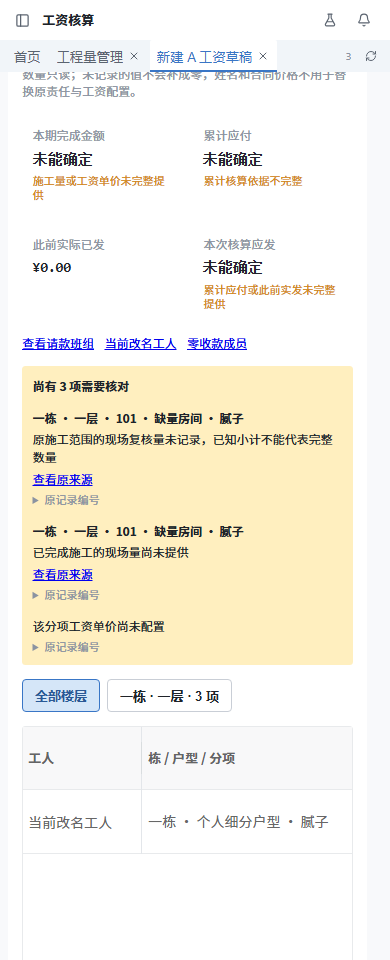 工资核算
首页 工程量管理 × 新建 A 工资草稿 × 3
数量只读；未记录的值不会补成零，姓名和合同价格不用于替
换原责任与工资配置。
本期完成金额 累计应付
未能确定 未能确定
施工量或工资单价未完整提 累计核算依据不完整
供
此前实际已发 本次核算应发
¥0.00 未能确定
累计应付或此前实发未完整
提供
查看请款班组 当前改名工人 零收款成员
尚有 3 项需要核对
一栋 · 一层 · 101 · 缺量房间 · 腻子
原施工范围的现场复核量未记录，已知小计不能代表完整
数量
查看原来源
▶ 原记录编号
一栋 · 一层 · 101 · 缺量房间 · 腻子
已完成施工的现场量尚未提供
查看原来源
▶ 原记录编号
该分项工资单价尚未配置
▶ 原记录编号
全部楼层 一栋 · 一层 · 3 项
工人 栋 / 户型 / 分项
当前改名工人 一栋 · 个人细分户型 · 腻子